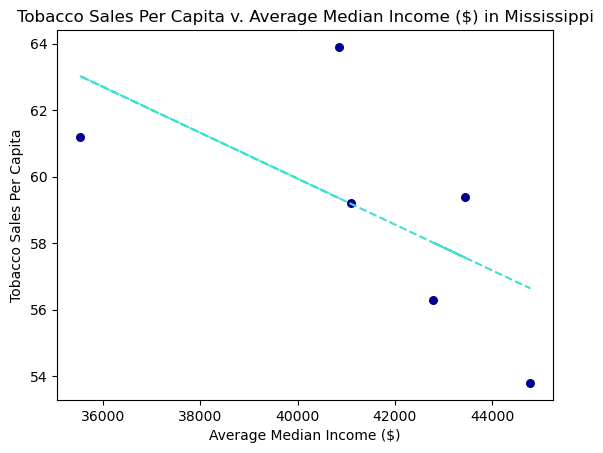 Tobacco Sales Per Capita v. Average Median Income ($) in Mississippi
64
62
60
58
56
54
Tobacco Sales Per Capita
36000 38000 40000 42000 44000
Average Median Income ($)